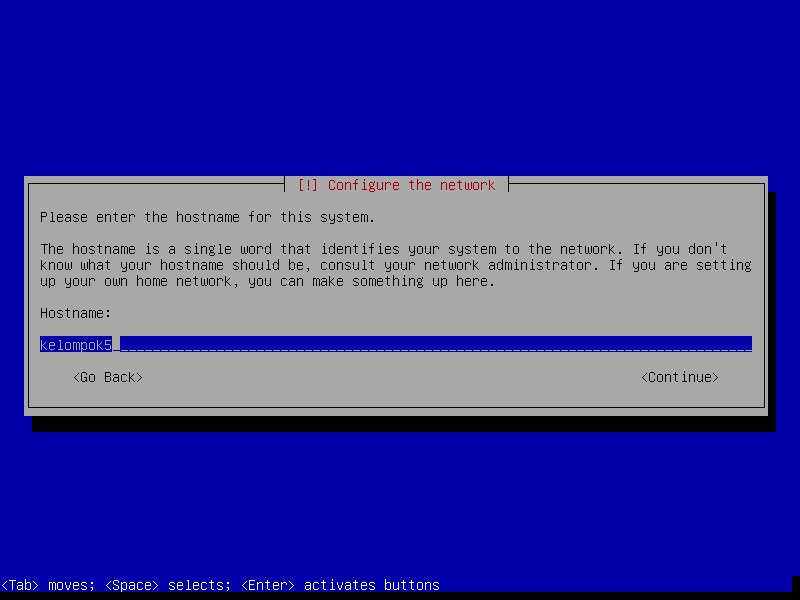 [!] Configure the network
Please enter the hostname for this system.
The hostname is a single word that identifies your system to the network. If you don't
know what your hostname should be, consult your network administrator. If you are setting
up your own home network, you can make something up here.
Hostname:
kelompok5
<Go Back> <Continue>
<Tab> moves; <Space> selects; <Enter> activates buttons